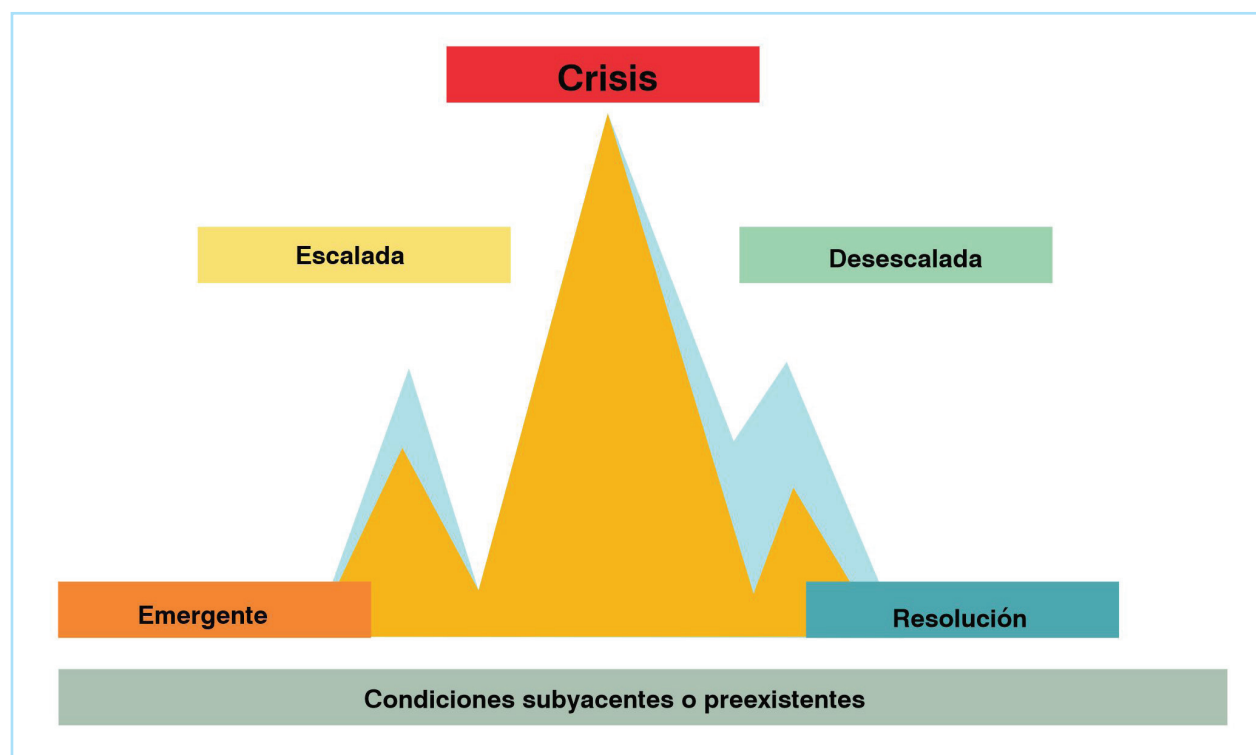 Crisis
Escalada
Desescalada
Emergente
Resolución
Condiciones subyacentes o preexistentes